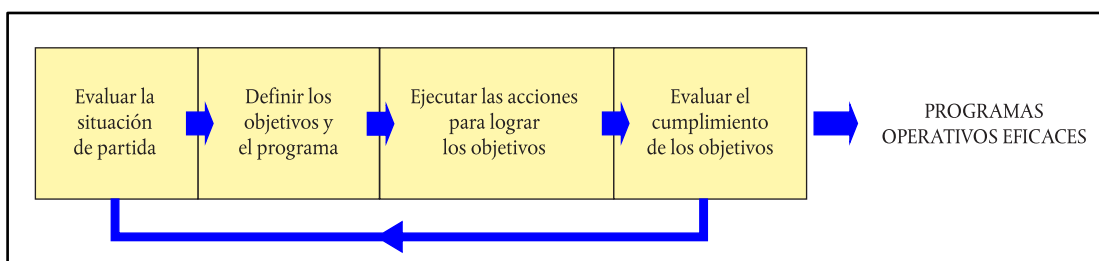 Evaluar la
situación
de partida
Definir los
objetivos y
el programa
Ejecutar las acciones
para lograr
los objetivos
Evaluar el
cumplimiento
de los objetivos
PROGRAMAS
OPERATIVOS EFICACES